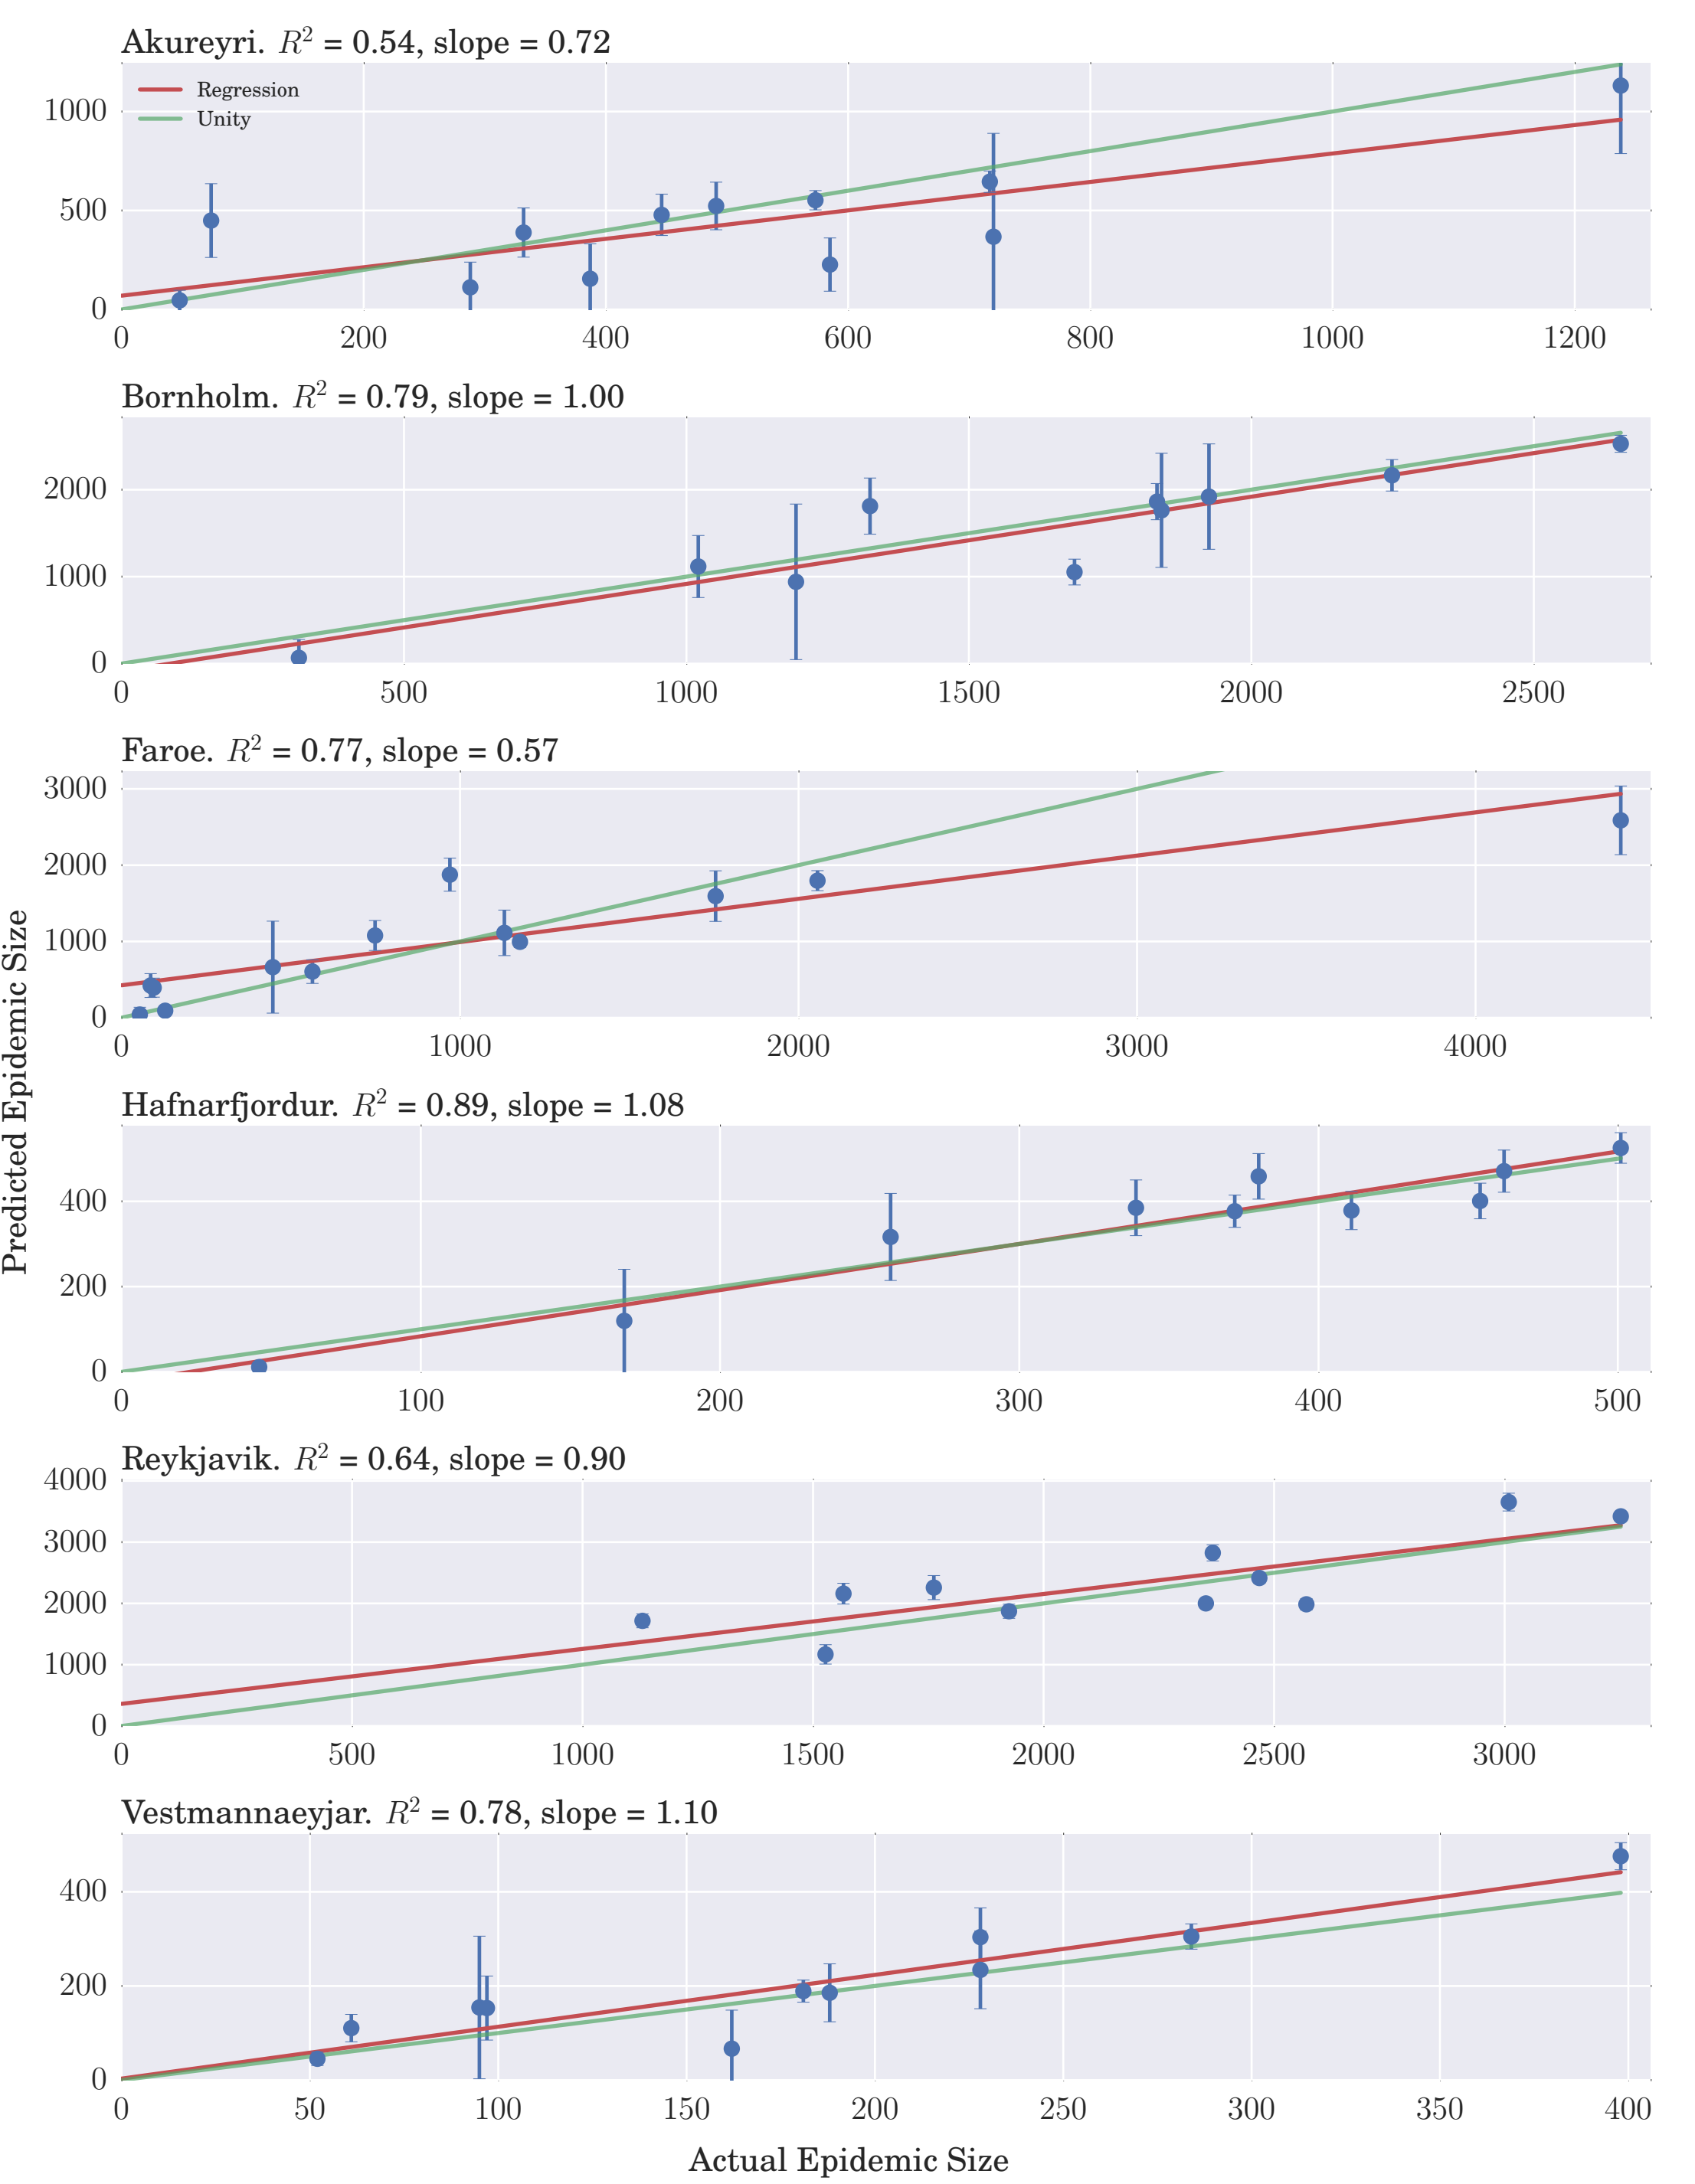 Akureyri. R² = 0.54, slope = 0.72
Regression
Unity
1000
500
0
0 200 400 600 800 1000 1200
Bornholm. R² = 0.79, slope = 1.00
2000
1000
0
0 500 1000 1500 2000 2500
Faroe. R² = 0.77, slope = 0.57
3000
2000
1000
0
0 1000 2000 3000 4000
Predicted Epidemic Size
Hafnarfjordur. R² = 0.89, slope = 1.08
400
200
0
0 100 200 300 400 500
Reykjavik. R² = 0.64, slope = 0.90
4000
3000
2000
1000
0
0 500 1000 1500 2000 2500 3000
Vestmannaeyjar. R² = 0.78, slope = 1.10
400
200
0
0 50 100 150 200 250 300 350 400
Actual Epidemic Size